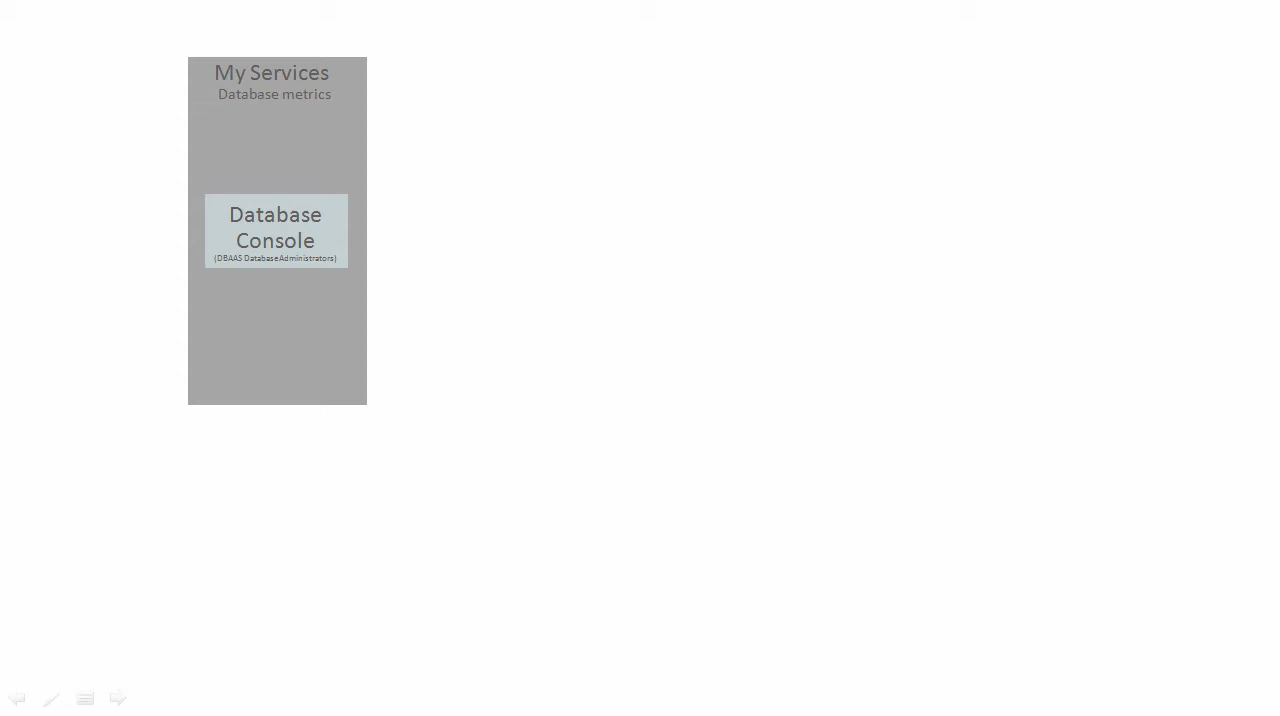 My Services
Database metrics
Database
Console
(DBAAS Database Administrators)